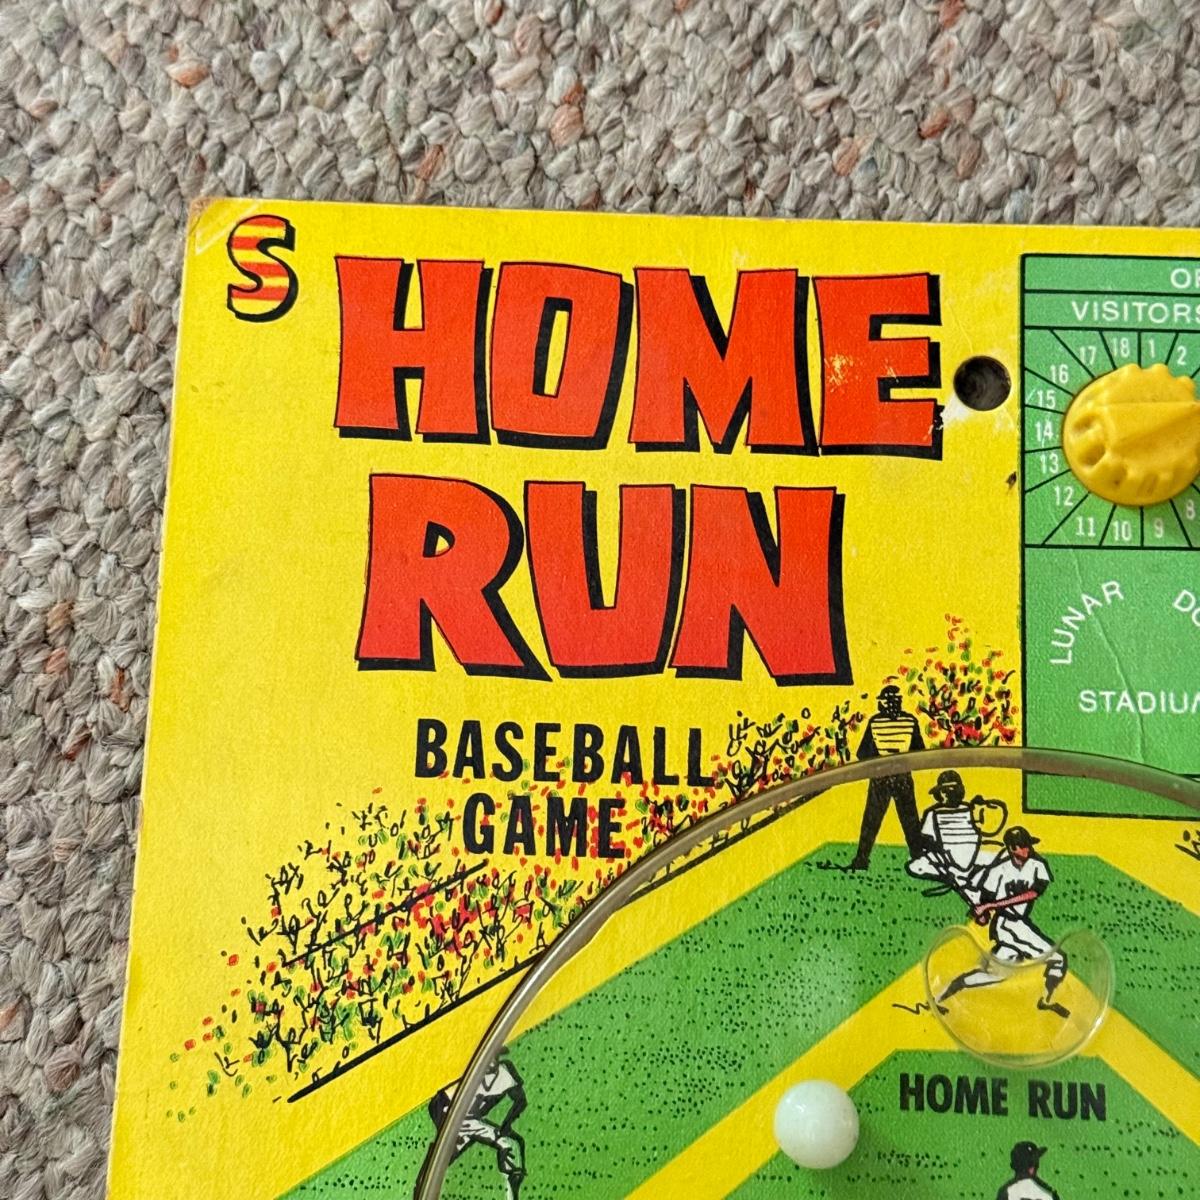 S
HOME
RUN
BASEBALL
GAME
VISITORS
17 18 1 2
16
15
14
13
12
11 10 9 8
LUNAR
HOME RUN